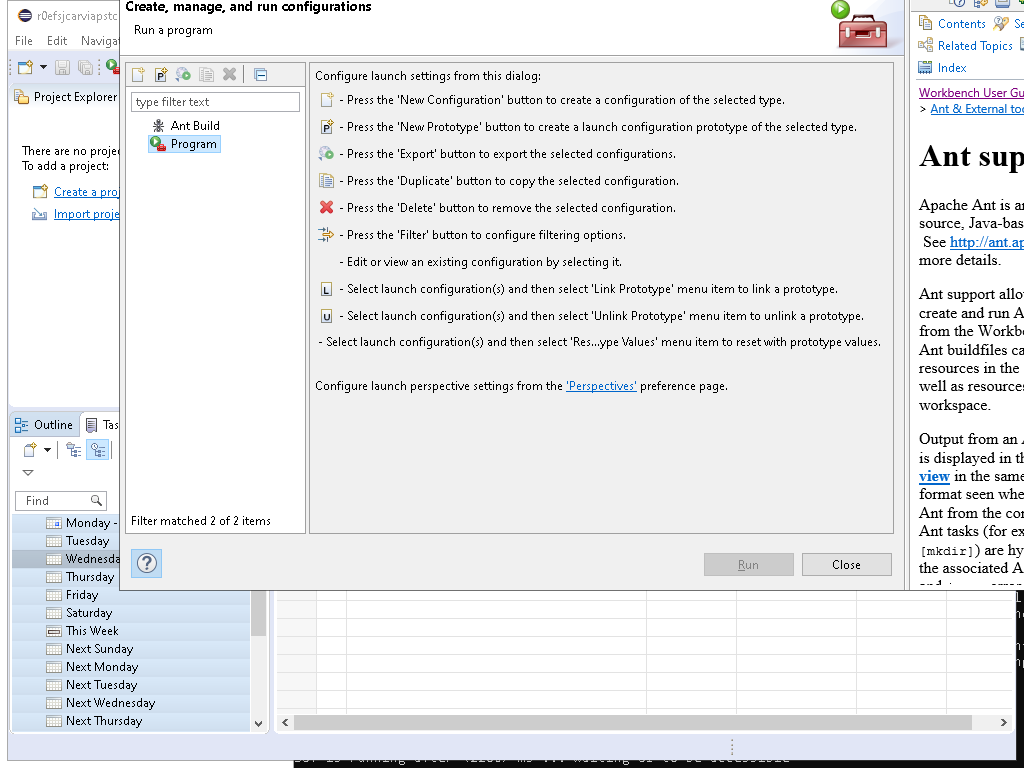 Create, manage, and run configurations
Run a program
File Edit
Project Explorer
There are no
To add a project:
Create a
Import
type filter text
Ant Build
Program
Filter matched 2 of 2 items
Configure launch settings from this dialog:
- Press the 'New Configuration' button to create a configuration of the selected type.
- Press the 'New Prototype' button to create a launch configuration prototype of the selected type.
- Press the 'Export' button to export the selected configurations.
- Press the 'Duplicate' button to copy the selected configuration.
- Press the 'Delete' button to remove the selected configuration.
- Press the 'Filter' button to configure filtering options.
- Edit or view an existing configuration by selecting it.
L - Select launch configuration(s) and then select 'Link Prototype' menu item to link a prototype.
U - Select launch configuration(s) and then select 'Unlink Prototype' menu item to unlink a prototype.
- Select launch configuration(s) and then select 'Res...ype Values' menu item to reset with prototype values.
Configure launch perspective settings from the 'Perspectives' preference page.
Run Close
Outline
Find
Monday -
Tuesday
Wednesda
Thursday
Friday
Saturday
This Week
Next Sunday
Next Monday
Next Tuesday
Next Wednesday
Next Thursday
Contents
Related Topics
Index
Workbench User Gu
> Ant & External too
Ant sup
Apache Ant is an
source, Java-bas
See http://ant.ap
more details.
Ant support allo
create and run A
from the Workbe
Ant buildfiles ca
resources in the
well as resources
workspace.
Output from an A
is displayed in th
view in the same
format seen whe
Ant from the co
Ant tasks (for ex
[mkdir]) are hy
the associated A